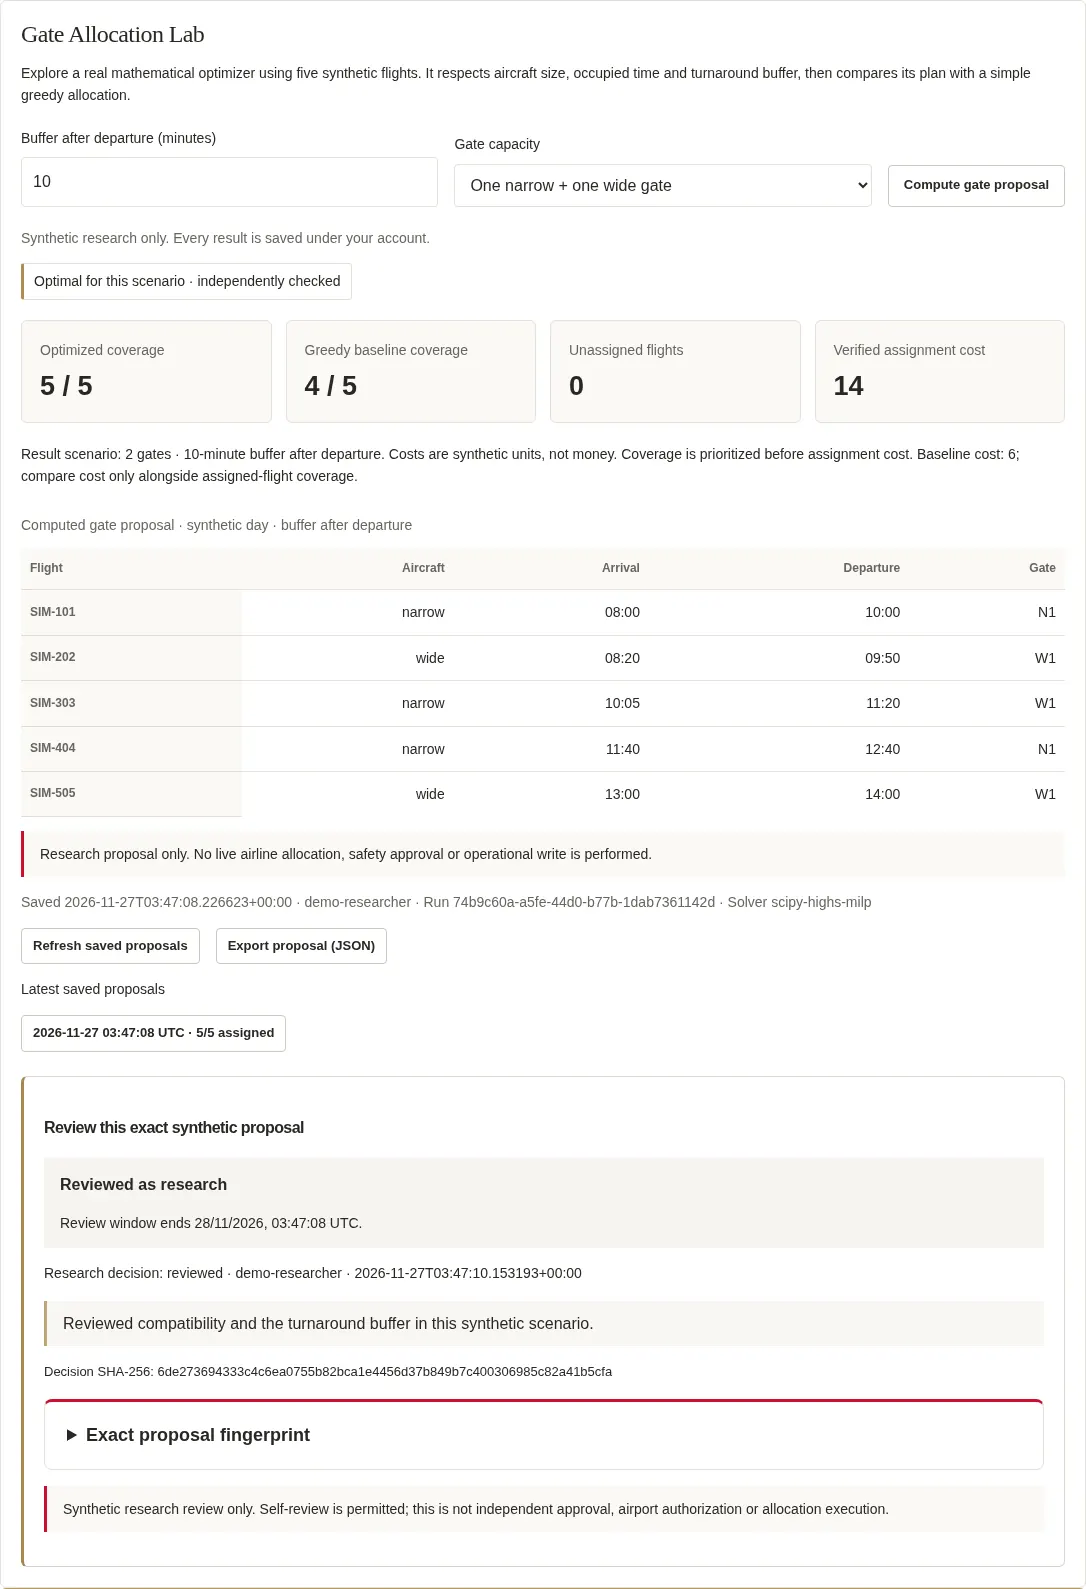 Gate Allocation Lab
Explore a real mathematical optimizer using five synthetic flights. It respects aircraft size, occupied time and turnaround buffer, then compares its plan with a simple
greedy allocation.
Buffer after departure (minutes)
Gate capacity
10
One narrow + one wide gate
Compute gate proposal
Synthetic research only. Every result is saved under your account.
Optimal for this scenario · independently checked
Optimized coverage
5 / 5
Greedy baseline coverage
4 / 5
Unassigned flights
0
Verified assignment cost
14
Result scenario: 2 gates · 10-minute buffer after departure. Costs are synthetic units, not money. Coverage is prioritized before assignment cost. Baseline cost: 6;
compare cost only alongside assigned-flight coverage.
Computed gate proposal · synthetic day · buffer after departure
Flight Aircraft Arrival Departure Gate
SIM-101 narrow 08:00 10:00 N1
SIM-202 wide 08:20 09:50 W1
SIM-303 narrow 10:05 11:20 W1
SIM-404 narrow 11:40 12:40 N1
SIM-505 wide 13:00 14:00 W1
Research proposal only. No live airline allocation, safety approval or operational write is performed.
Saved 2026-11-27T03:47:08.226623+00:00 · demo-researcher · Run 74b9c60a-a5fe-44d0-b77b-1dab7361142d · Solver scipy-highs-milp
Refresh saved proposals
Export proposal (JSON)
Latest saved proposals
2026-11-27 03:47:08 UTC · 5/5 assigned
Review this exact synthetic proposal
Reviewed as research
Review window ends 28/11/2026, 03:47:08 UTC.
Research decision: reviewed · demo-researcher · 2026-11-27T03:47:10.153193+00:00
Reviewed compatibility and the turnaround buffer in this synthetic scenario.
Decision SHA-256: 6de273694333c4c6ea0755b82bca1e4456d37b849b7c400306985c82a41b5cfa
Exact proposal fingerprint
Synthetic research review only. Self-review is permitted; this is not independent approval, airport authorization or allocation execution.